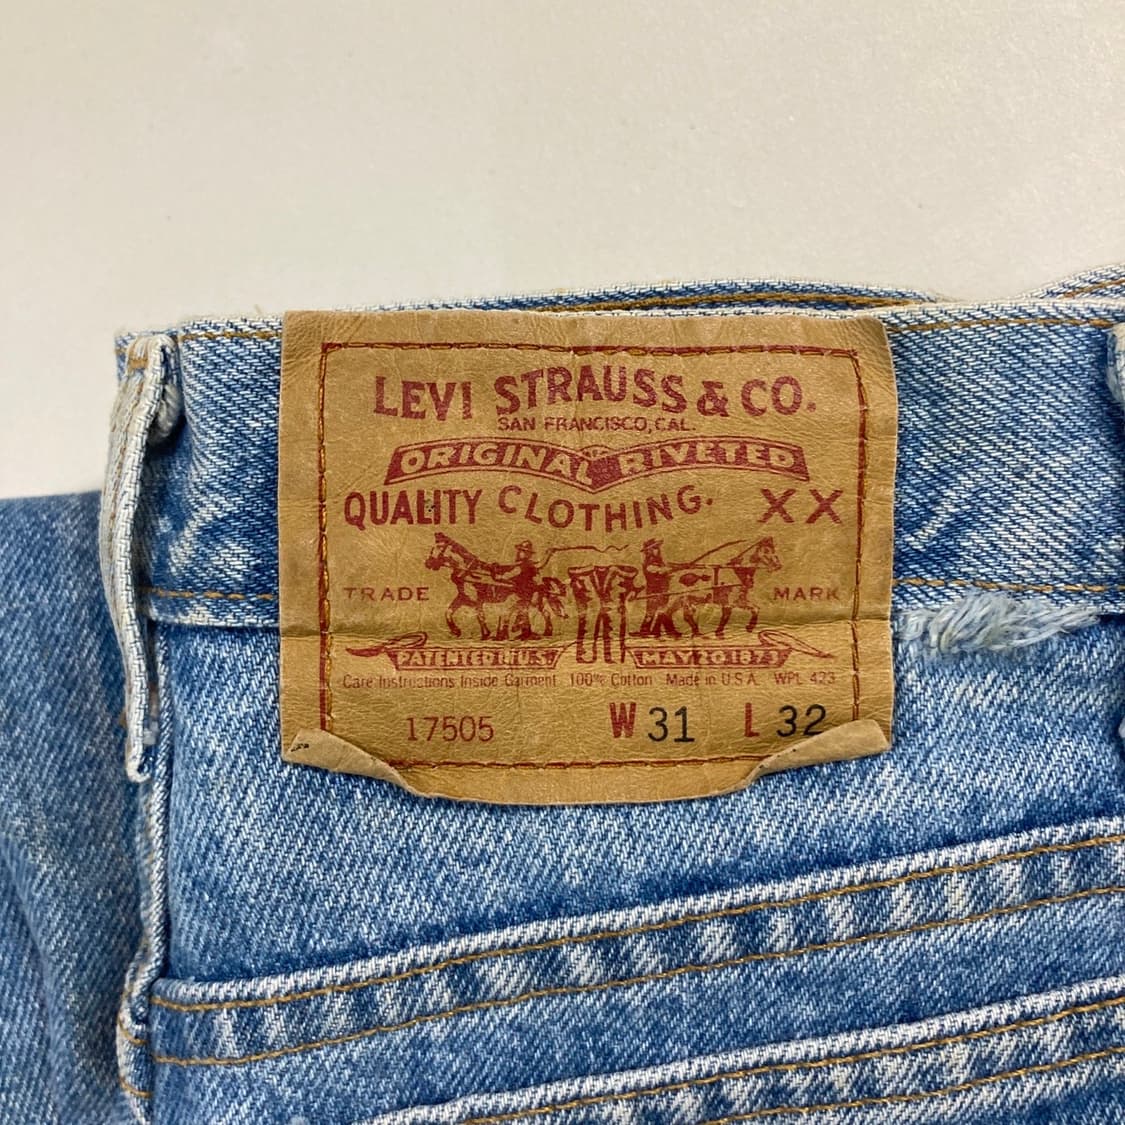 LEVI STRAUSS & CO.
SAN FRANCISCO, CAL.
ORIGINAL RIVETED
QUALITY CLOTHING. XX
TRADE MARK
PATENTED IN U.S. MAY 20 1873
Care Instructions Inside Garment 100% Cotton Made in U.S.A. WPL 423
17505 W 31 L 32